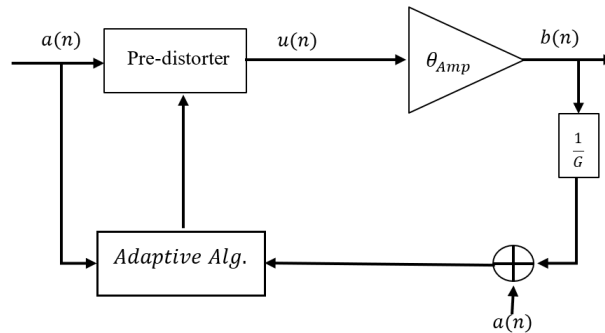 a(n)
Pre-distorter
u(n)
θ_Amp
b(n)
1/G
Adaptive Alg.
a(n)